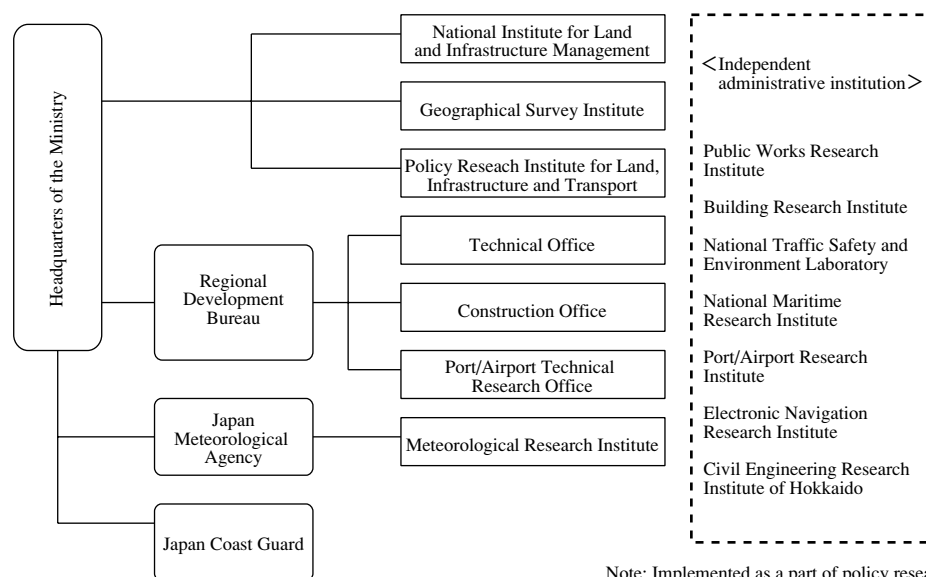 Headquarters of the Ministry
National Institute for Land
and Infrastructure Management
Geographical Survey Institute
Policy Reseach Institute for Land,
Infrastructure and Transport
Regional
Development
Bureau
Technical Office
Construction Office
Port/Airport Technical
Research Office
Japan
Meteorological
Agency
Meteorological Research Institute
Japan Coast Guard
<Independent
administrative institution>
Public Works Research
Institute
Building Research Institute
National Traffic Safety and
Environment Laboratory
National Maritime
Research Institute
Port/Airport Research
Institute
Electronic Navigation
Research Institute
Civil Engineering Research
Institute of Hokkaido
Note: Implemented as a part of policy